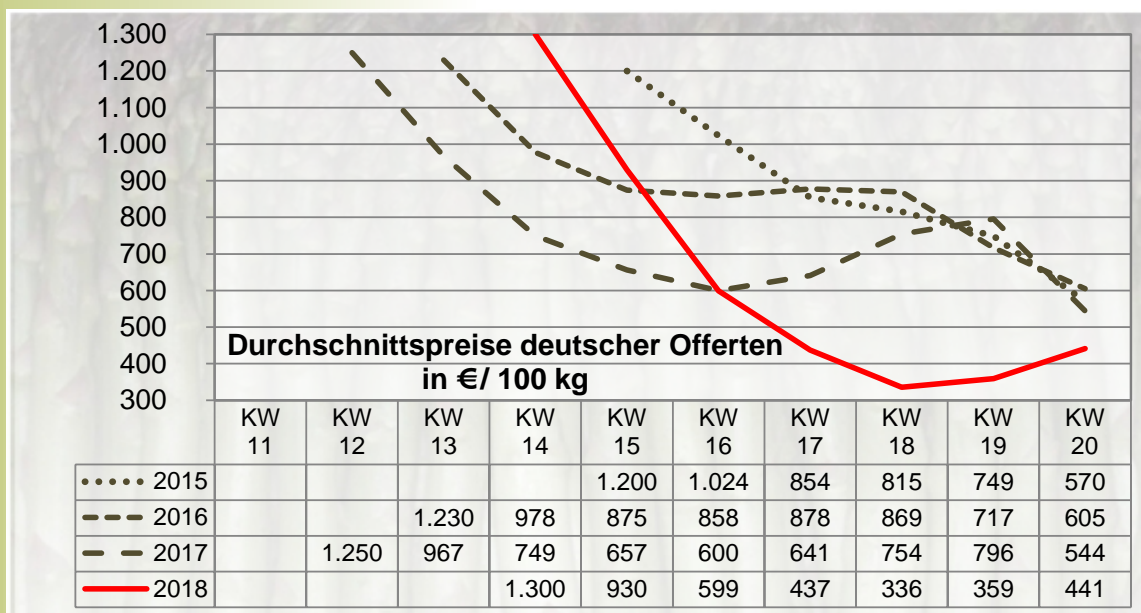 1.300
1.200
1.100
1.000
900
800
700
600
500
400
300
Durchschnittspreise deutscher Offerten
in €/ 100 kg
KW 11 KW 12 KW 13 KW 14 KW 15 KW 16 KW 17 KW 18 KW 19 KW 20
2015 1.200 1.024 854 815 749 570
2016 1.230 978 875 858 878 869 717 605
2017 1.250 967 749 657 600 641 754 796 544
2018 1.300 930 599 437 336 359 441